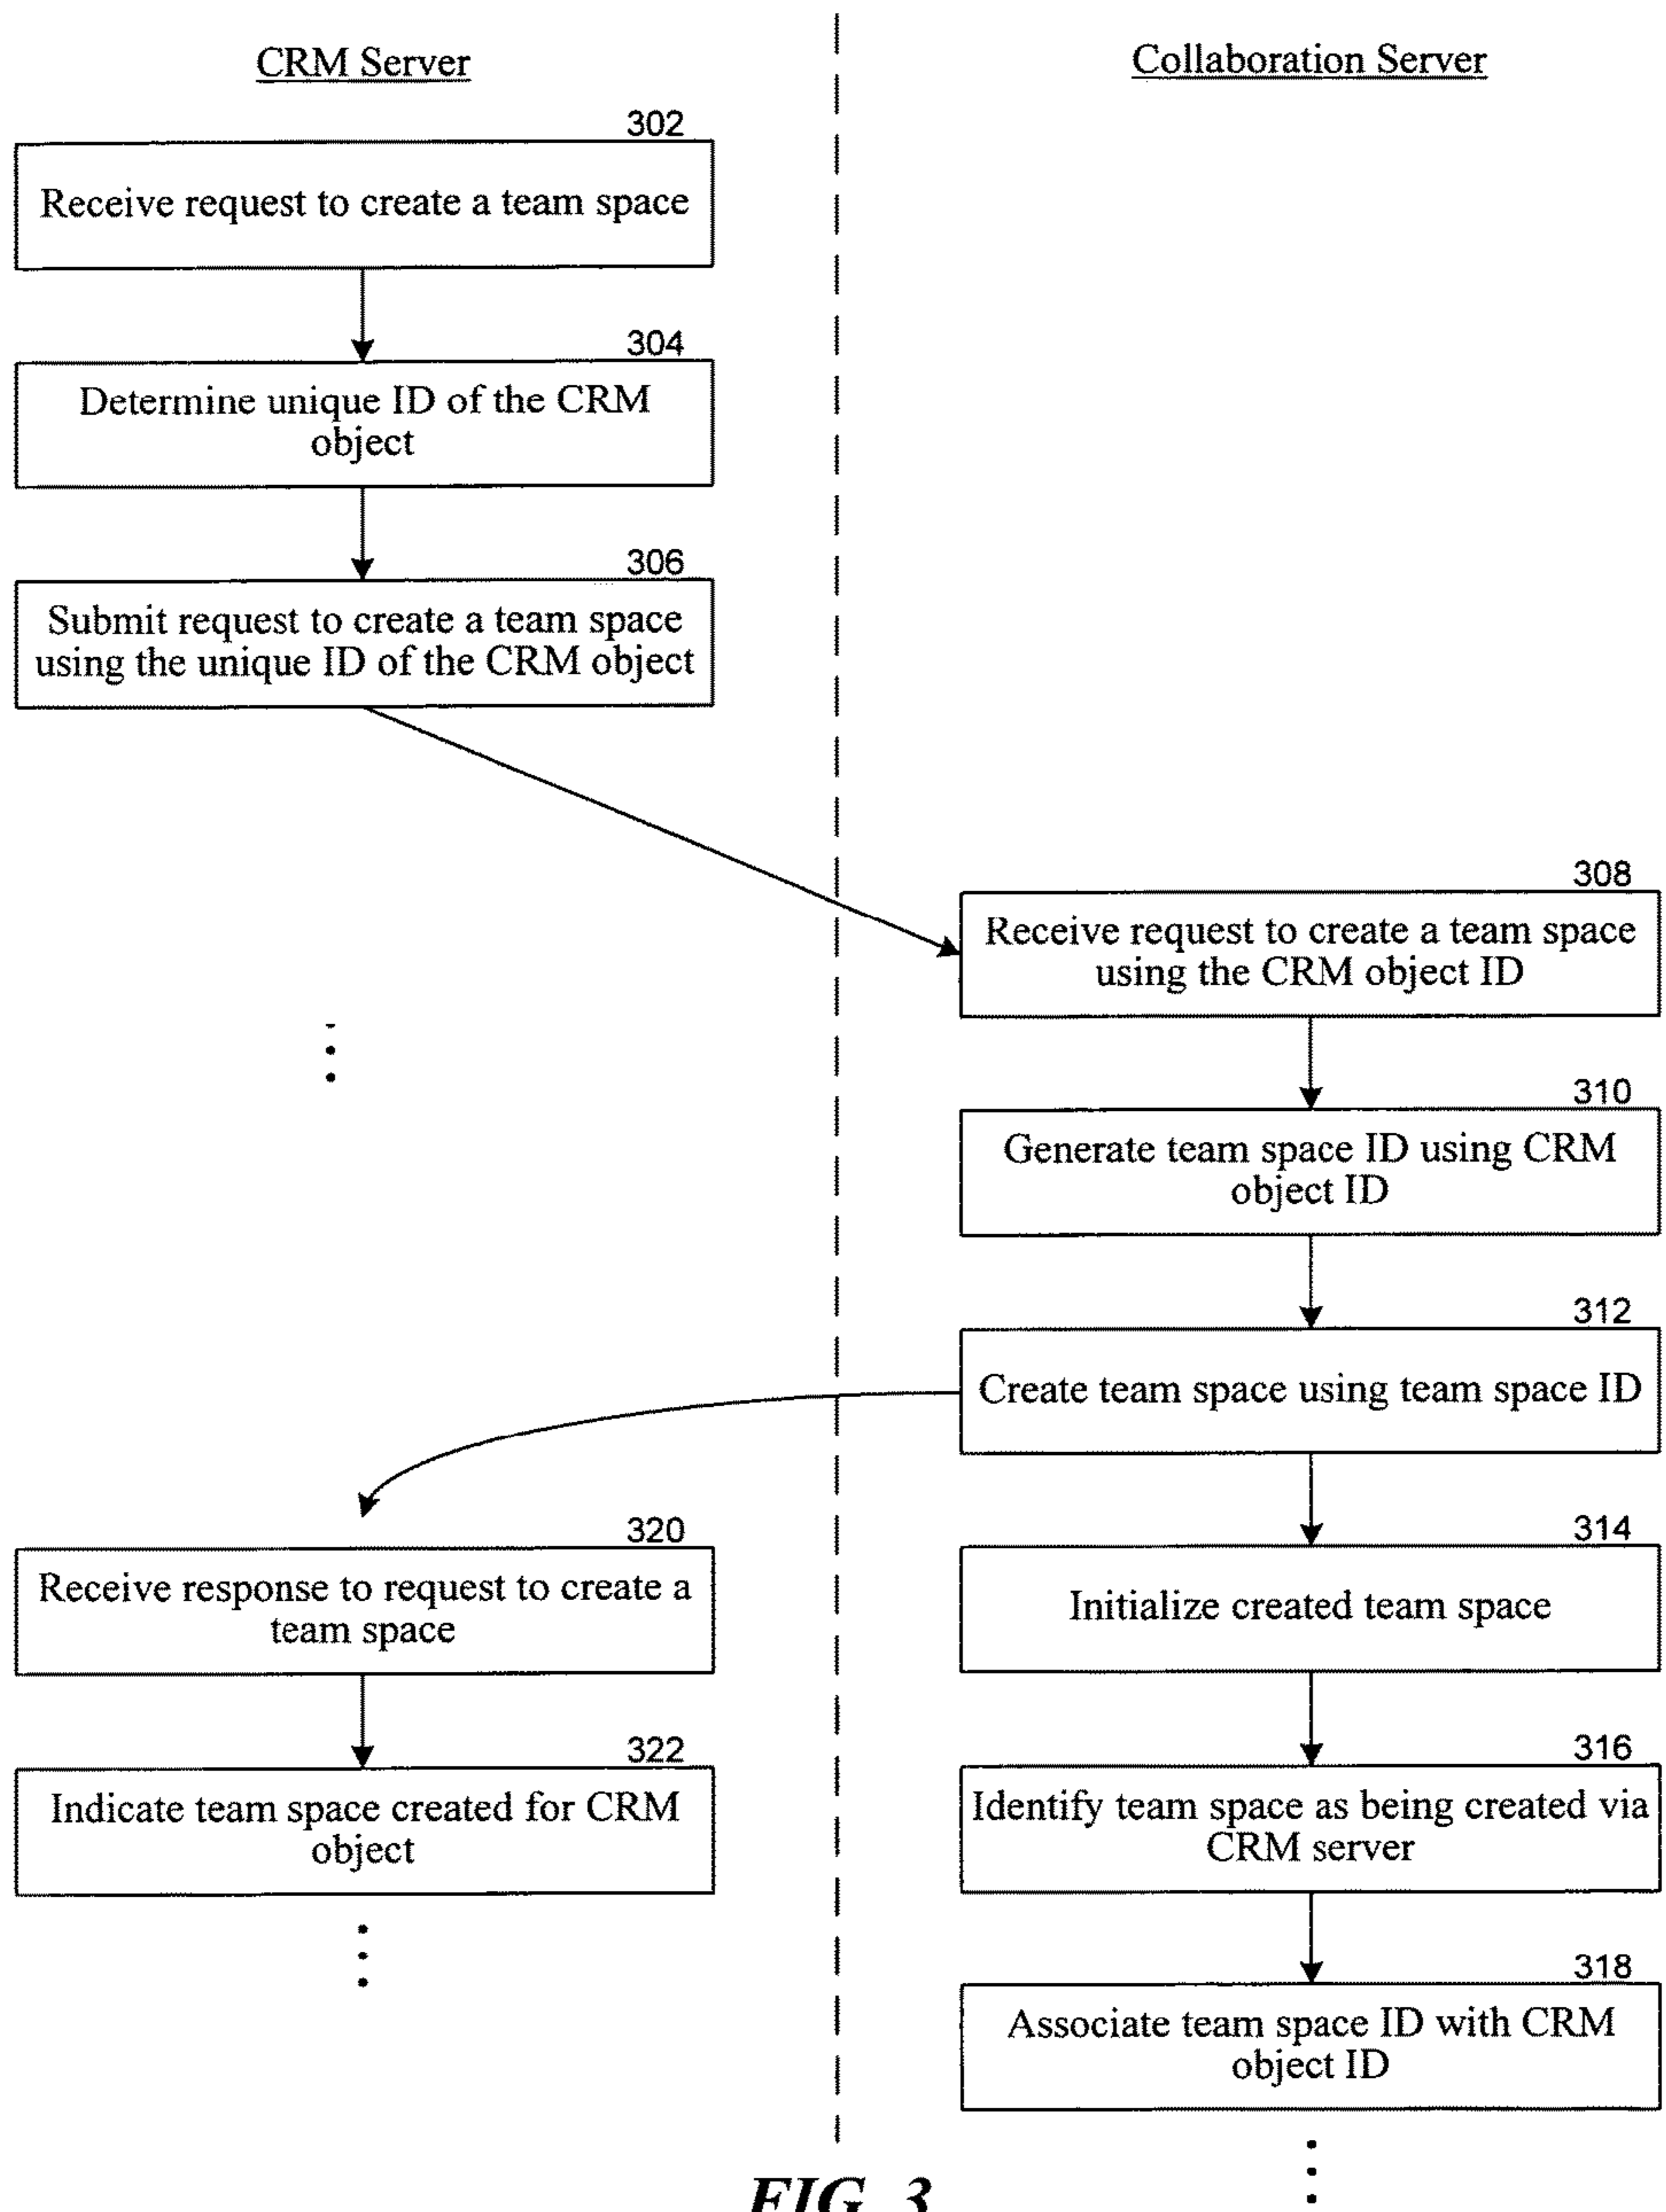 CRM Server
Collaboration Server
302
Receive request to create a team space
304
Determine unique ID of the CRM
object
306
Submit request to create a team space
using the unique ID of the CRM object
308
Receive request to create a team space
using the CRM object ID
310
Generate team space ID using CRM
object ID
312
Create team space using team space ID
314
Initialize created team space
316
Identify team space as being created via
CRM server
318
Associate team space ID with CRM
object ID
320
Receive response to request to create a
team space
322
Indicate team space created for CRM
object
FIG. 3